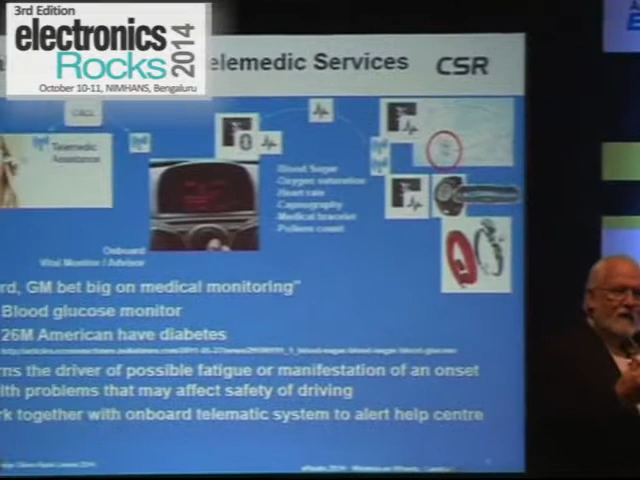 3rd Edition
electronics
Rocks
2014
October 10-11, NIMHANS, Bengaluru
elemedic Services
CSR
CALL
Telemedic
Assistance
Blood Sugar
Oxygen saturation
Heart rate
Capnography
Medical bracelet
Pollens count
Onboard
Vital Monitor / Advisor
rd, GM bet big on medical monitoring"
Blood glucose monitor
26M American have diabetes
rns the driver of possible fatigue or manifestation of an onset
lth problems that may affect safety of driving
rk together with onboard telematic system to alert help centre